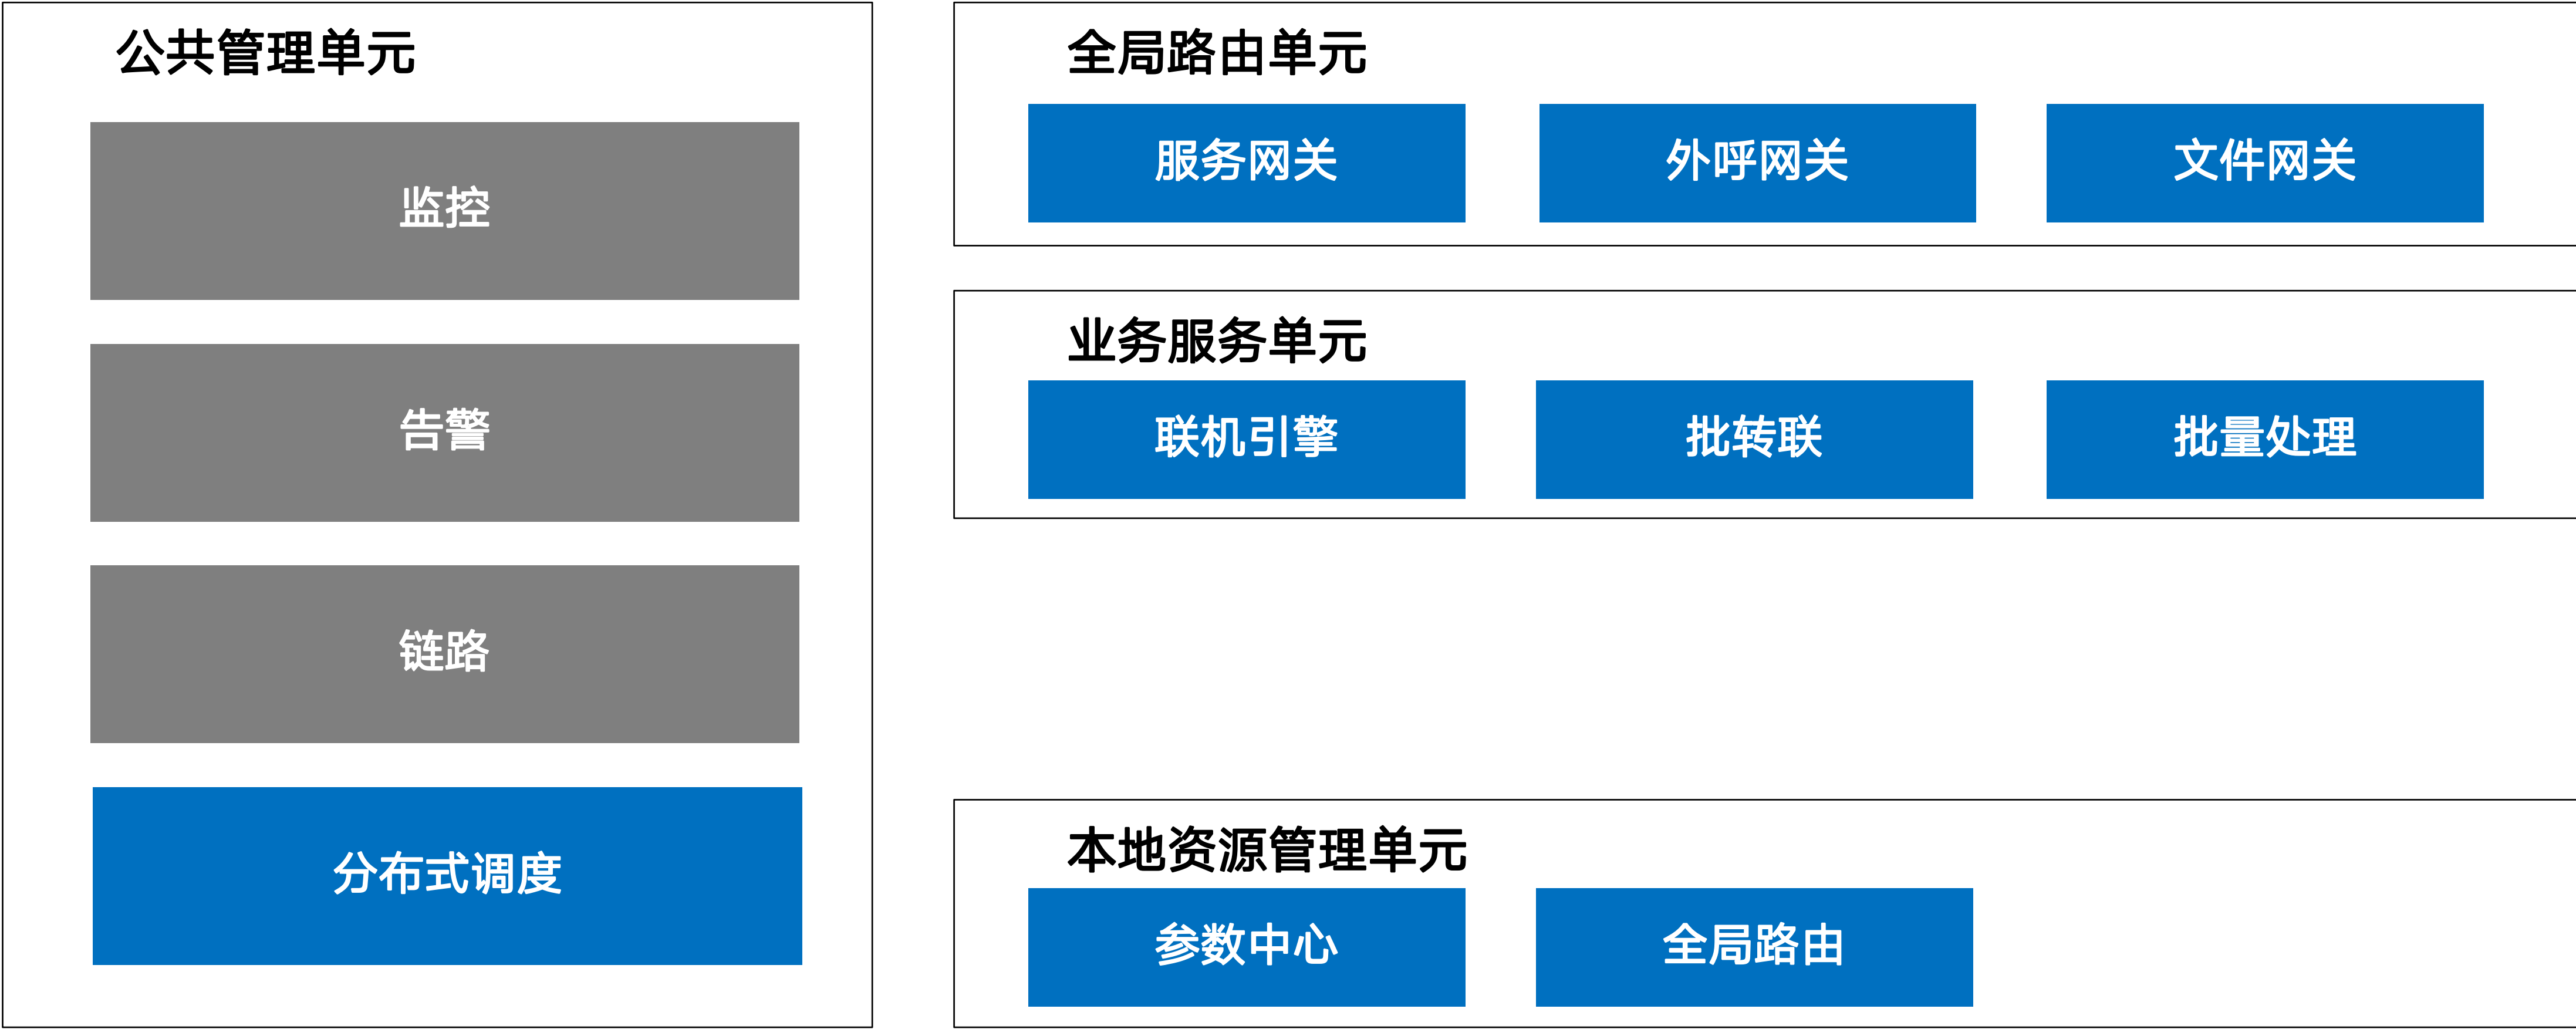 公共管理单元
监控
告警
链路
分布式调度
全局路由单元
服务网关
外呼网关
文件网关
业务服务单元
联机引擎
批转联
批量处理
本地资源管理单元
参数中心
全局路由